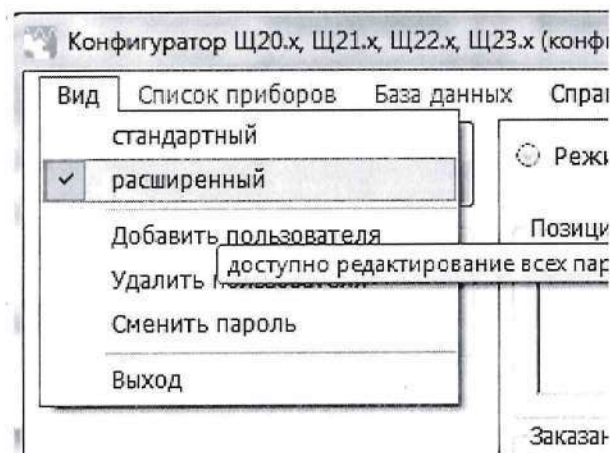 Конфигуратор Щ20.x, Щ21.x, Щ22.x, Щ23.x (конфи
Вид Список приборов База данных Спра
стандартный
расширенный
Режи
Добавить пользователя
Позици
доступно редактирование всех пар
Удалить
Сменить пароль
Выход
Заказан